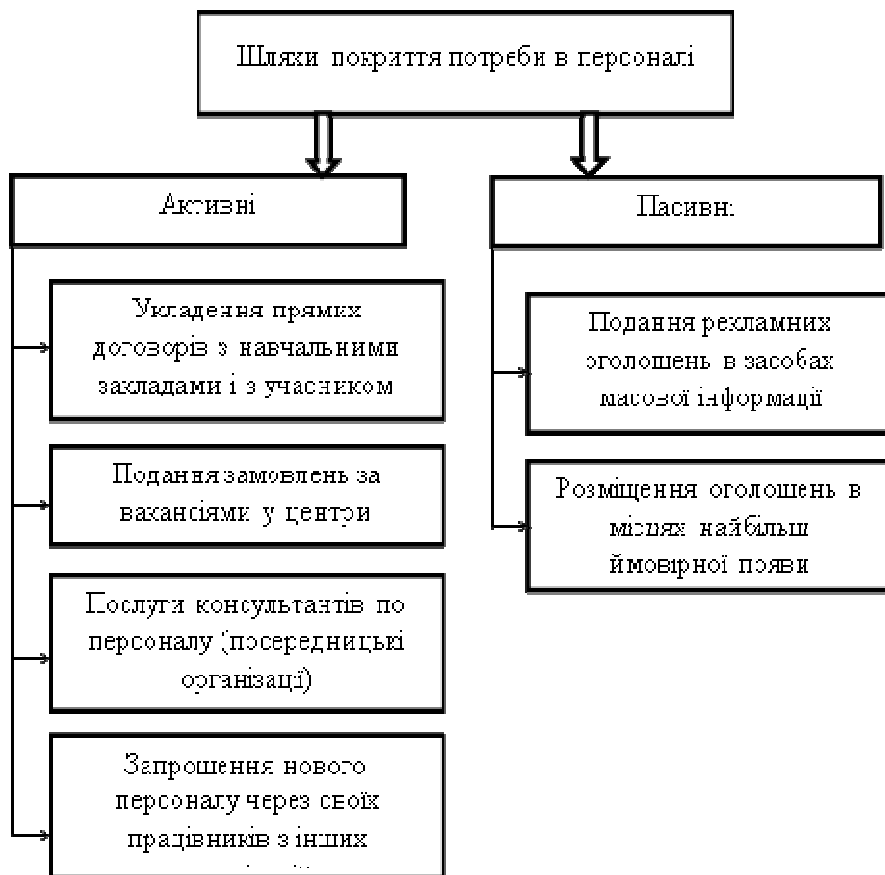 Шляхи покриття потреби в персоналі
Активні
Пасивні
Укладення прямих
договорів з навчальними
закладами і з учасником
Подання замовлень за
вакансіями у центри
Послуги консультантів по
персоналу (посередницькі
організації)
Запрошення нового
персоналу через своїх
працівників з інших
Подання рекламних
оголошень в засобах
масової інформації
Розміщення оголошень в
місцях найбільш
ймовірної появи